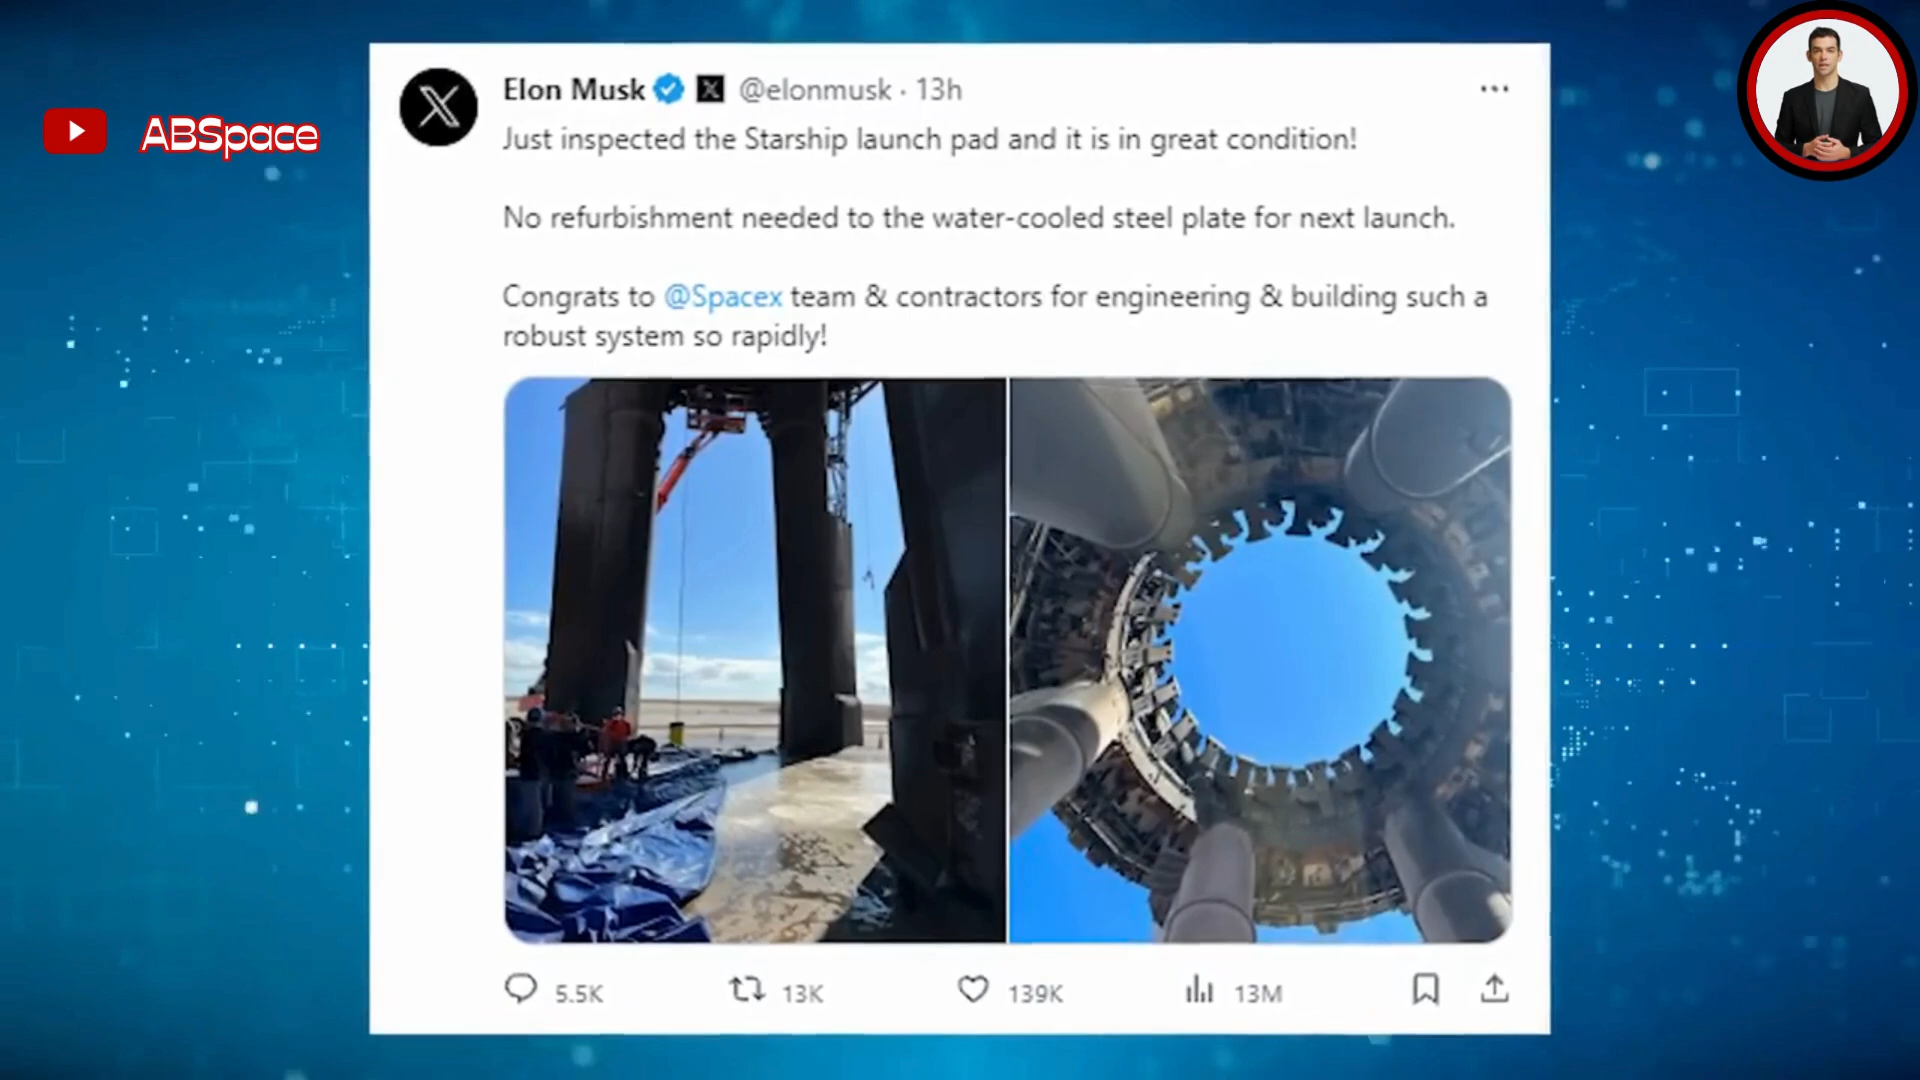 ABSpace
Elon Musk @elonmusk · 13h
Just inspected the Starship launch pad and it is in great condition!
No refurbishment needed to the water-cooled steel plate for next launch.
Congrats to @Spacex team & contractors for engineering & building such a
robust system so rapidly!
5.5K 13K 139K 13M